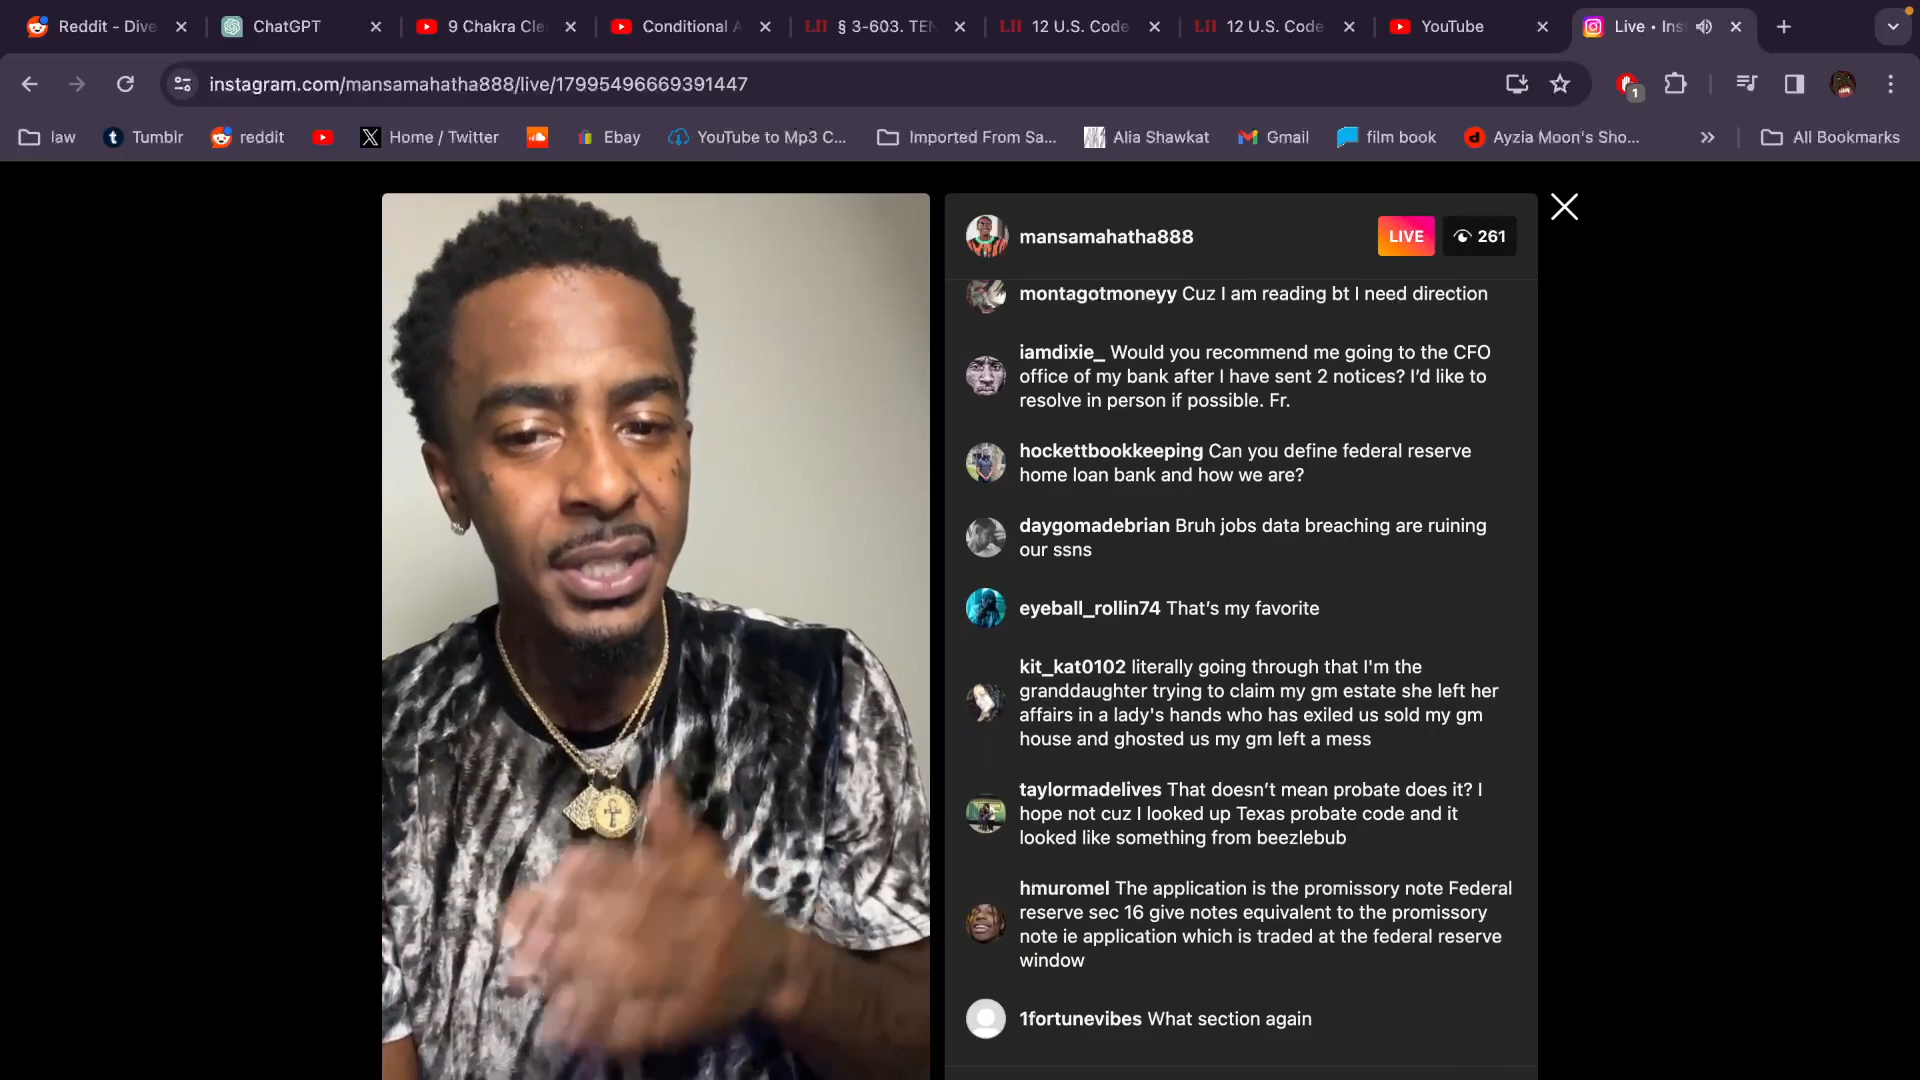 Reddit - Dive
ChatGPT
9 Chakra Cle
Conditional A
LII § 3-603. TEN
LII 12 U.S. Code
LII 12 U.S. Code
YouTube
Live • Ins
instagram.com/mansamahatha888/live/17995496669391447
1
law
Tumblr
reddit
Home / Twitter
Ebay
YouTube to Mp3 C...
Imported From Sa...
Alia Shawkat
Gmail
film book
Ayzia Moon's Sho...
All Bookmarks
mansamahatha888
LIVE
261
montagotmoneyy Cuz I am reading bt I need direction
iamdixie_ Would you recommend me going to the CFO
office of my bank after I have sent 2 notices? I’d like to
resolve in person if possible. Fr.
hockettbookkeeping Can you define federal reserve
home loan bank and how we are?
daygomadebrian Bruh jobs data breaching are ruining
our ssns
eyeball_rollin74 That’s my favorite
kit_kat0102 literally going through that I'm the
granddaughter trying to claim my gm estate she left her
affairs in a lady's hands who has exiled us sold my gm
house and ghosted us my gm left a mess
taylormadelives That doesn’t mean probate does it? I
hope not cuz I looked up Texas probate code and it
looked like something from beezlebub
hmuromel The application is the promissory note Federal
reserve sec 16 give notes equivalent to the promissory
note ie application which is traded at the federal reserve
window
1fortunevibes What section again